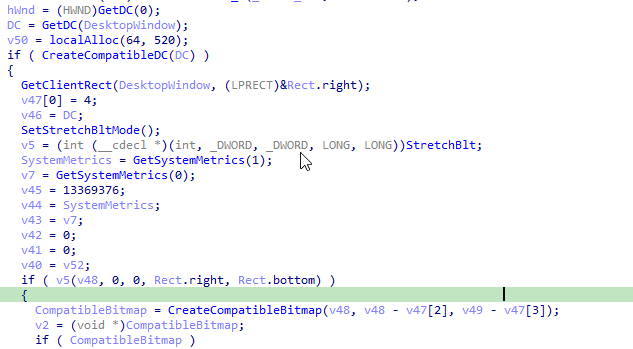 hWnd = (HWND)GetDC(0);
DC = GetDC(DesktopWindow);
v50 = localAlloc(64, 520);
if ( CreateCompatibleDC(DC) )
{
GetClientRect(DesktopWindow, (LPRECT)&Rect.right);
v47[0] = 4;
v46 = DC;
SetStretchBltMode();
v5 = (int (__cdecl *)(int, _DWORD, _DWORD, LONG, LONG))StretchBlt;
SystemMetrics = GetSystemMetrics(1);
v7 = GetSystemMetrics(0);
v45 = 13369376;
v44 = SystemMetrics;
v43 = v7;
v42 = 0;
v41 = 0;
v40 = v52;
if ( v5(v48, 0, 0, Rect.right, Rect.bottom) )
{
CompatibleBitmap = CreateCompatibleBitmap(v48, v48 - v47[2], v49 - v47[3]);
v2 = (void *)CompatibleBitmap;
if ( CompatibleBitmap )